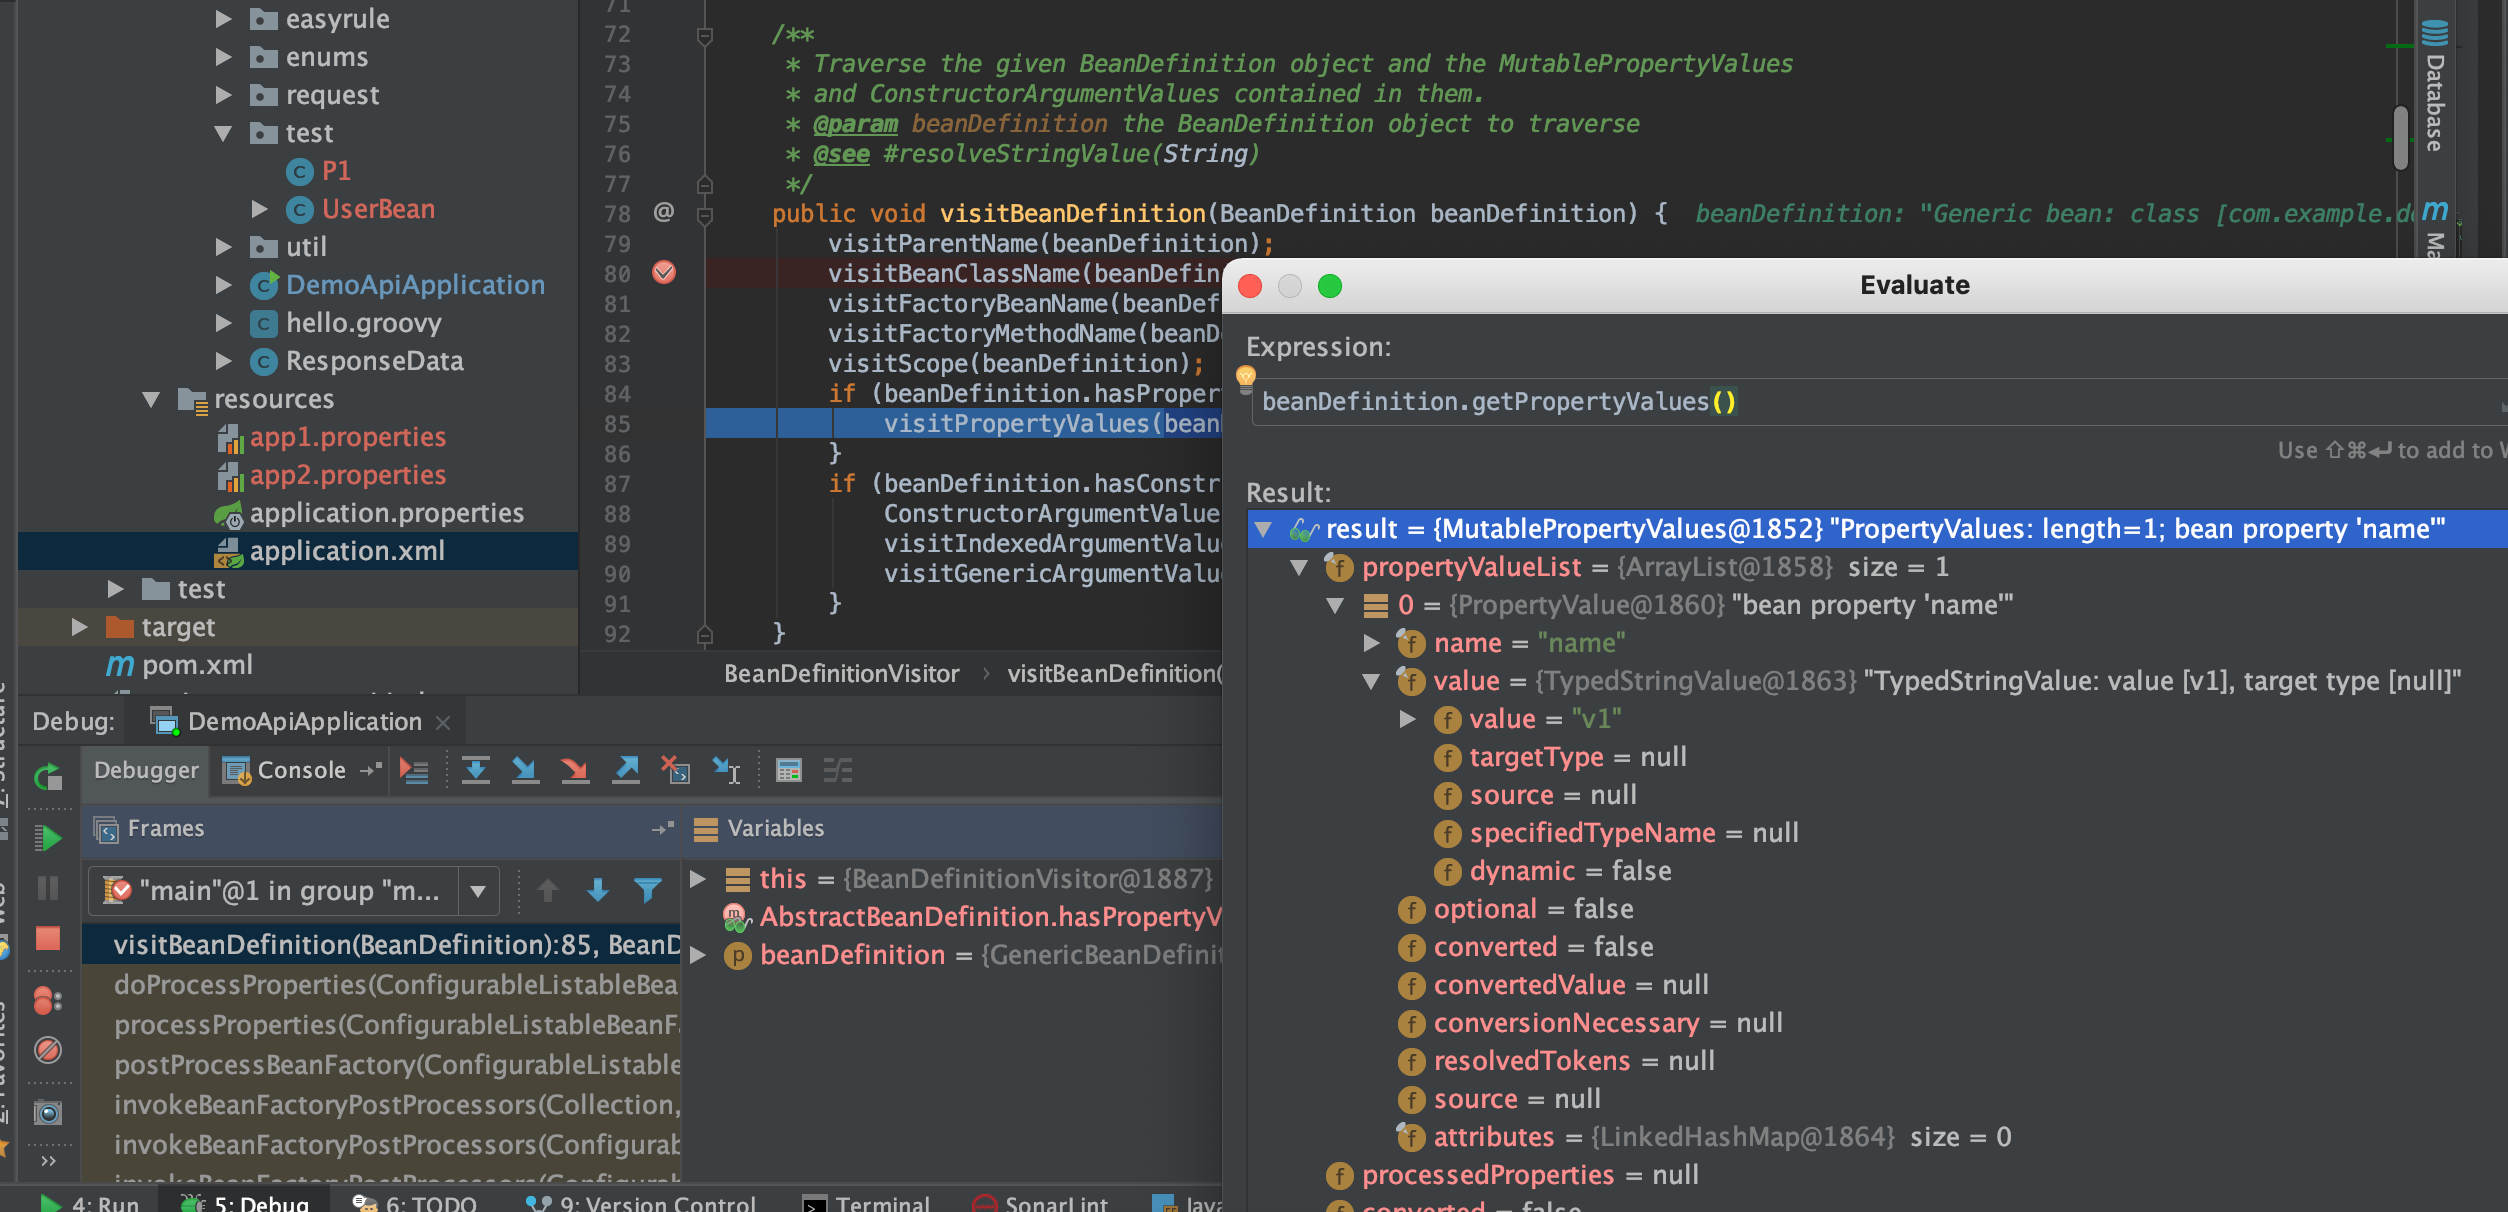 easyrule
enums
request
test
P1
UserBean
util
DemoApiApplication
hello.groovy
ResponseData
resources
app1.properties
app2.properties
application.properties
application.xml
test
target
pom.xml
71
72 /**
73 * Traverse the given BeanDefinition object and the MutablePropertyValues
74 * and ConstructorArgumentValues contained in them.
75 * @param beanDefinition the BeanDefinition object to traverse
76 * @see #resolveStringValue(String)
77 */
78 @ public void visitBeanDefinition(BeanDefinition beanDefinition) { beanDefinition: "Generic bean: class [com.example.de
79 visitParentName(beanDefinition);
80 visitBeanClassName(beanDefin
81 visitFactoryBeanName(beanDef
82 visitFactoryMethodName(beanD
83 visitScope(beanDefinition);
84 if (beanDefinition.hasProper
85 visitPropertyValues(bean
86 }
87 if (beanDefinition.hasConstr
88 ConstructorArgumentValue
89 visitIndexedArgumentValu
90 visitGenericArgumentValu
91 }
92 }
BeanDefinitionVisitor › visitBeanDefinition(
Database
m Ma
Evaluate
Expression:
beanDefinition.getPropertyValues()
Use ⇧⌘↵ to add to W
Result:
result = {MutablePropertyValues@1852} "PropertyValues: length=1; bean property 'name'"
propertyValueList = {ArrayList@1858} size = 1
0 = {PropertyValue@1860} "bean property 'name'"
name = "name"
value = {TypedStringValue@1863} "TypedStringValue: value [v1], target type [null]"
value = "v1"
targetType = null
source = null
specifiedTypeName = null
dynamic = false
optional = false
converted = false
convertedValue = null
conversionNecessary = null
resolvedTokens = null
source = null
attributes = {LinkedHashMap@1864} size = 0
processedProperties = null
converted = false
Debug: DemoApiApplication
Debugger Console
Frames
Variables
"main"@1 in group "m...
visitBeanDefinition(BeanDefinition):85, BeanD
doProcessProperties(ConfigurableListableBea
processProperties(ConfigurableListableBeanF
postProcessBeanFactory(ConfigurableListable
invokeBeanFactoryPostProcessors(Collection,
invokeBeanFactoryPostProcessors(Configurab
invokeBeanFactoryPostProcessors(Configurab
this = {BeanDefinitionVisitor@1887}
AbstractBeanDefinition.hasPropertyV
beanDefinition = {GenericBeanDefinit
4: Run 5: Debug 6: TODO 9: Version Control Terminal SonarLint Java
Z: Structure
Web
2: Favorites